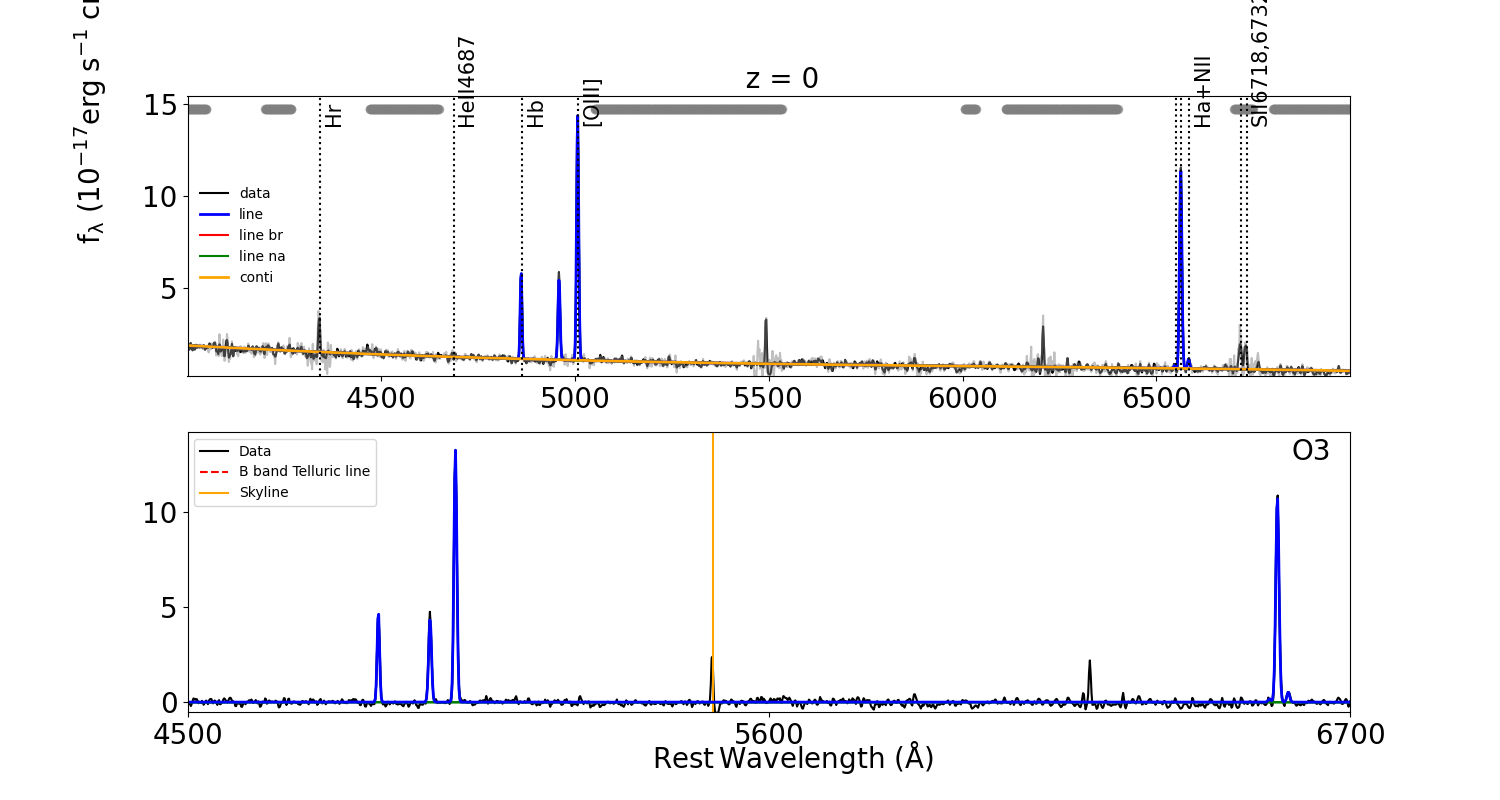 z = 0
f_λ (10^−17 erg s^−1 c
Hr
HeII4687
Hb
[OIII]
Ha+NII
SII6718,6732
15
10
5
data
line
line br
line na
conti
4500
5000
5500
6000
6500
Data
B band Telluric line
Skyline
O3
10
5
0
4500
5600
6700
Rest Wavelength (Å)